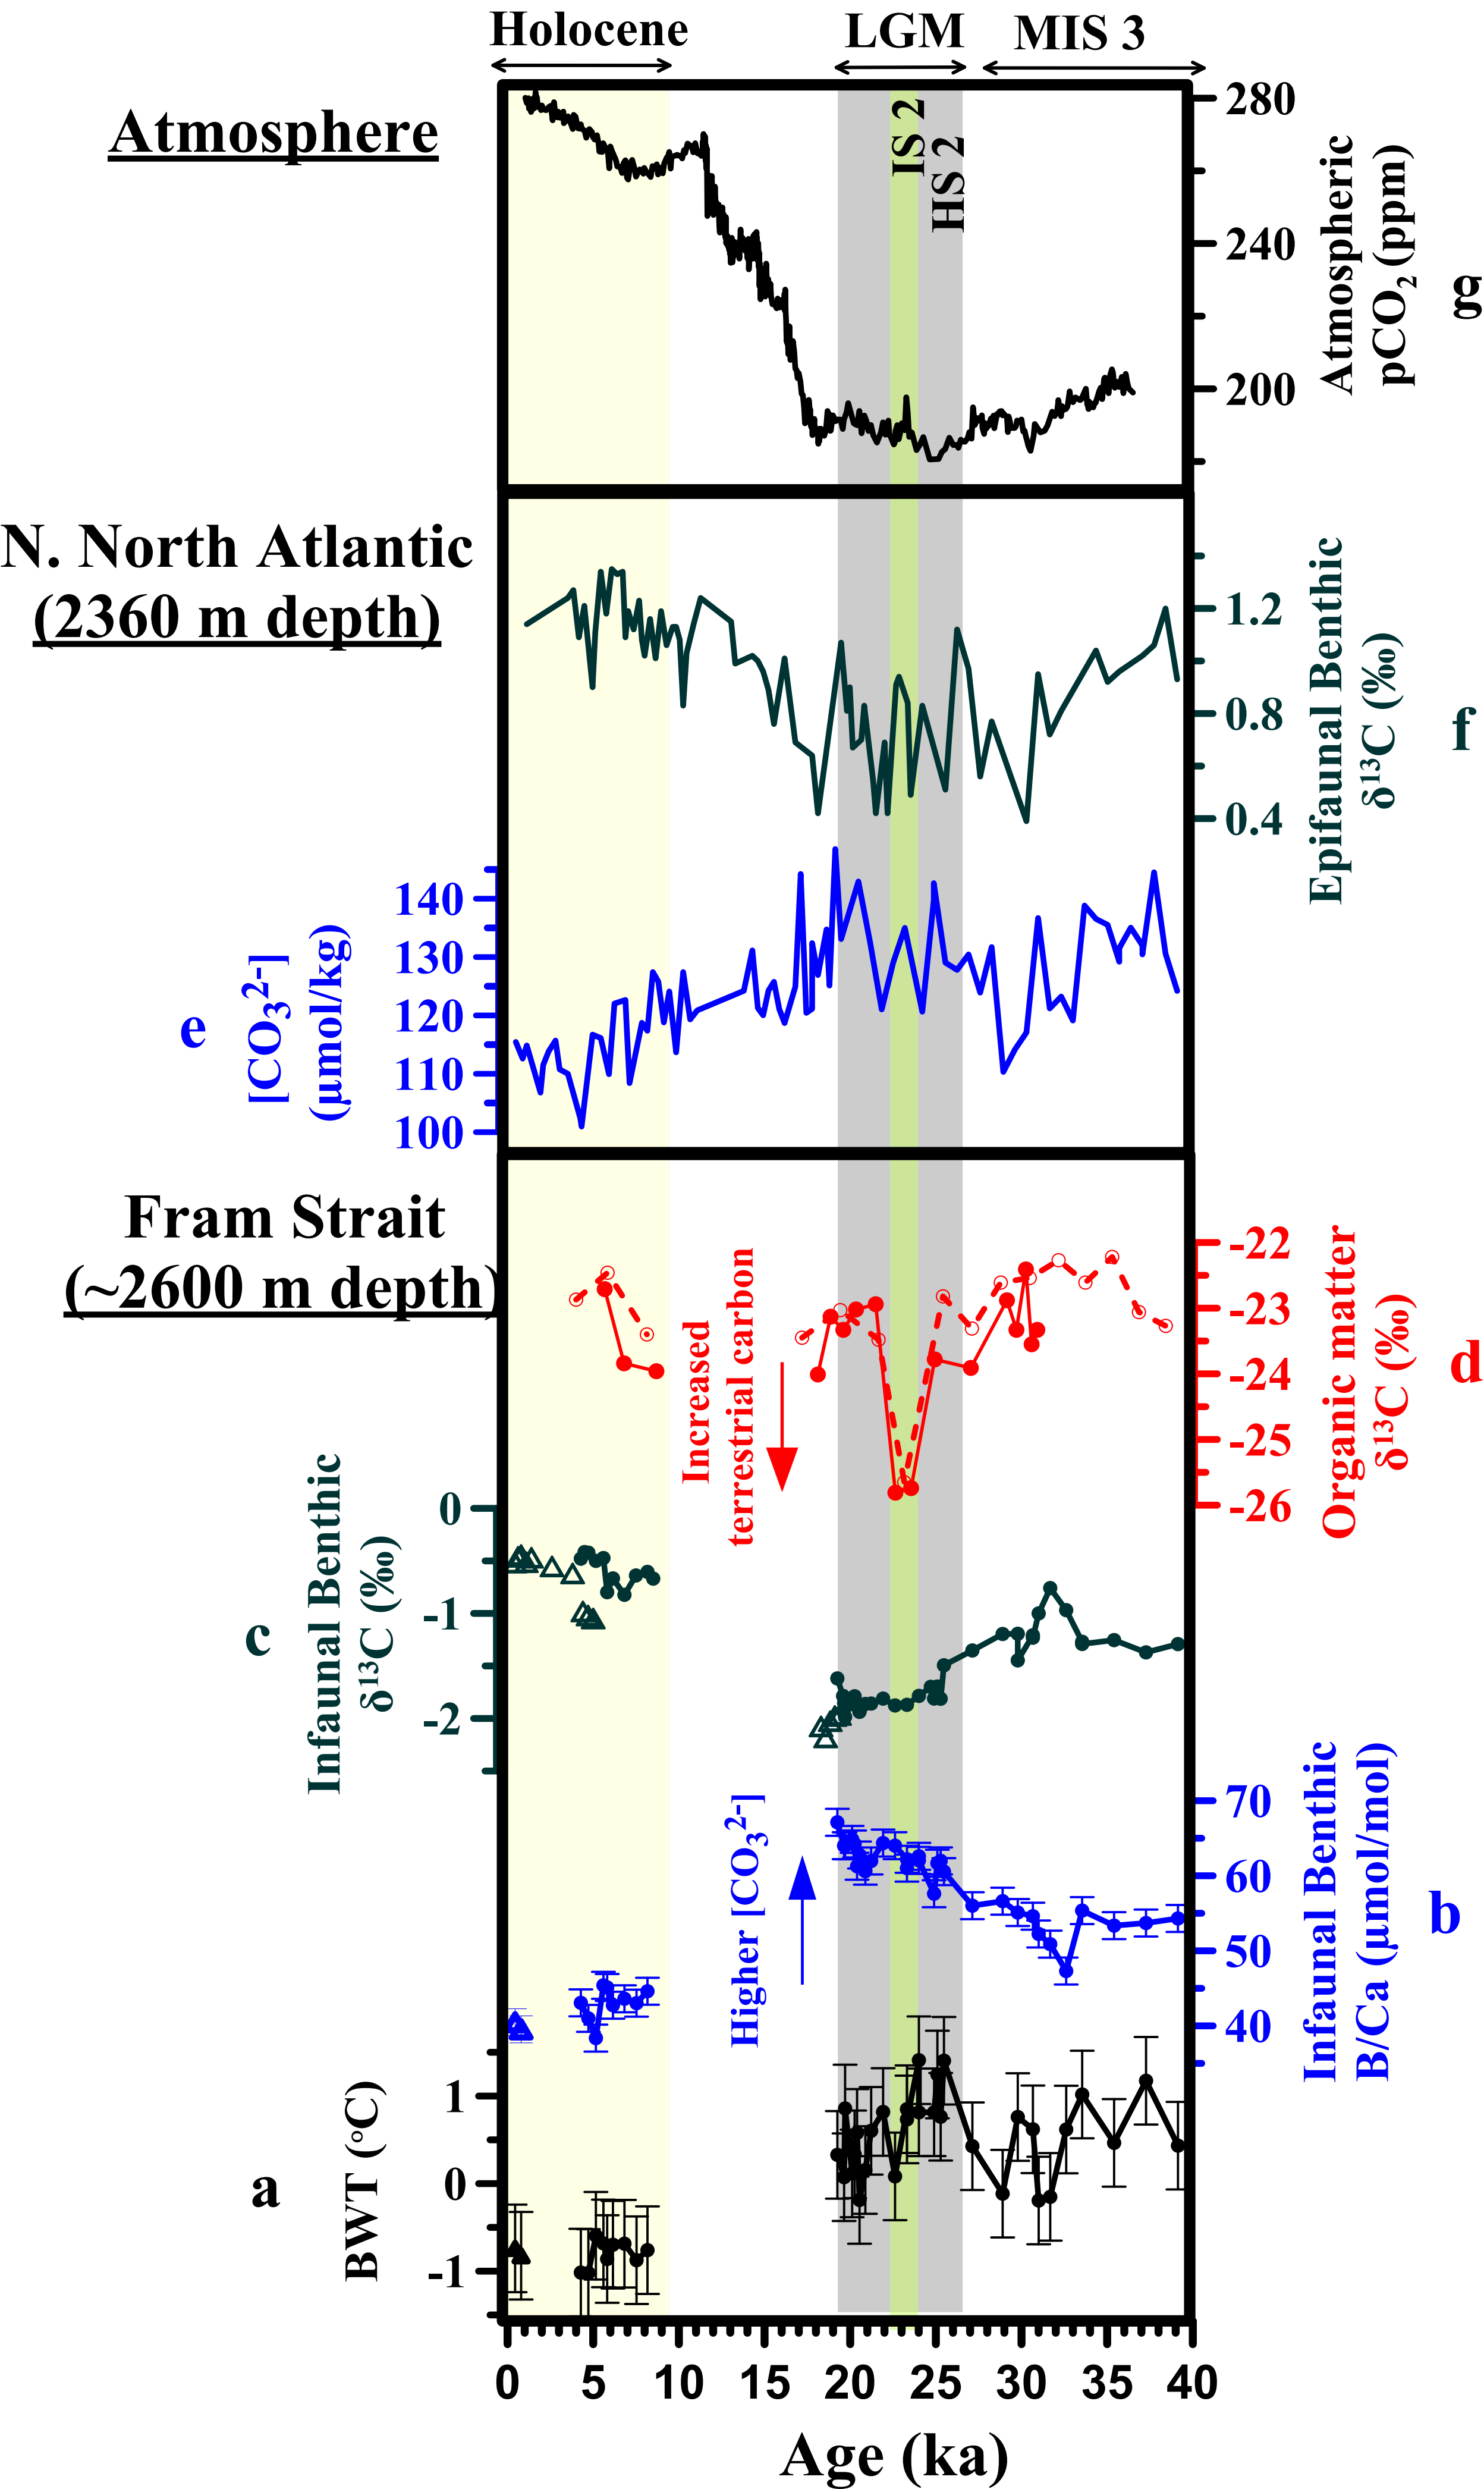 Holocene
LGM
MIS 3
Atmosphere
IS 2
HS 2
280
240
200
Atmospheric
pCO₂ (ppm)
g
N. North Atlantic
(2360 m depth)
1.2
0.8
0.4
Epifaunal Benthic
δ¹³C (‰)
f
140
130
120
110
100
[CO₃²⁻]
(μmol/kg)
e
Fram Strait
(~2600 m depth)
-22
-23
-24
-25
-26
Organic matter
δ¹³C (‰)
d
Increased
terrestrial carbon
0
-1
-2
Infaunal Benthic
δ¹³C (‰)
c
70
60
50
40
Infaunal Benthic
B/Ca (μmol/mol)
b
Higher [CO₃²⁻]
1
0
-1
BWT (°C)
a
0 5 10 15 20 25 30 35 40
Age (ka)